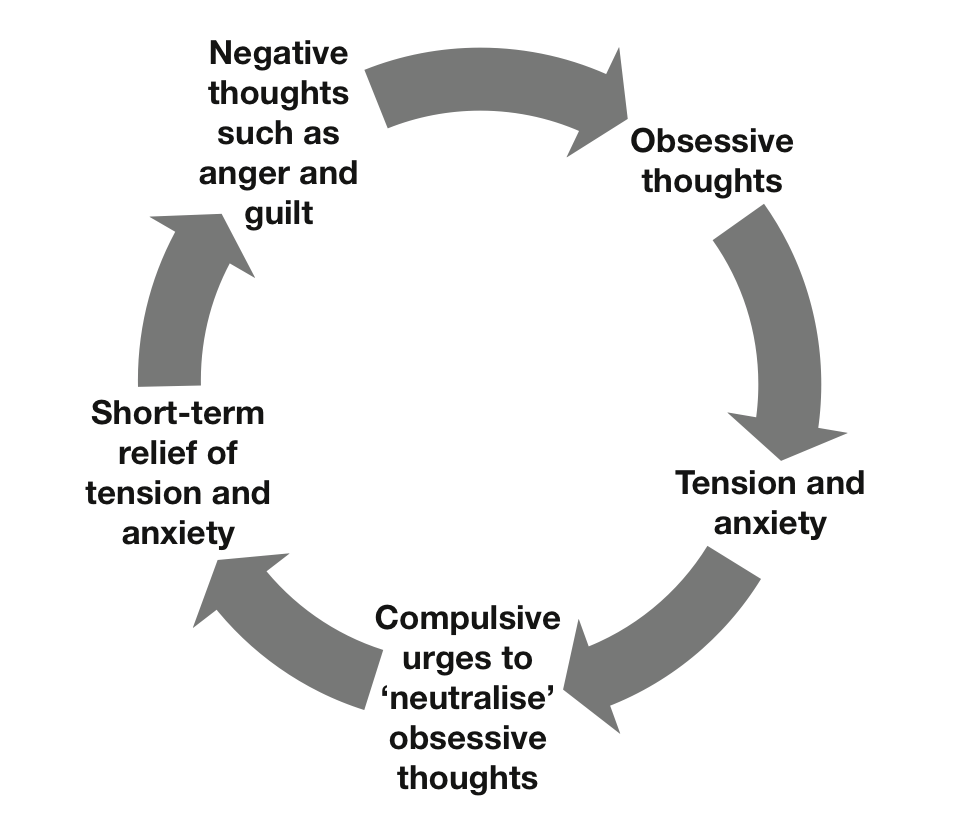 Negative
thoughts
such as
anger and
guilt
Obsessive
thoughts
Tension and
anxiety
Compulsive
urges to
‘neutralise’
obsessive
thoughts
Short-term
relief of
tension and
anxiety